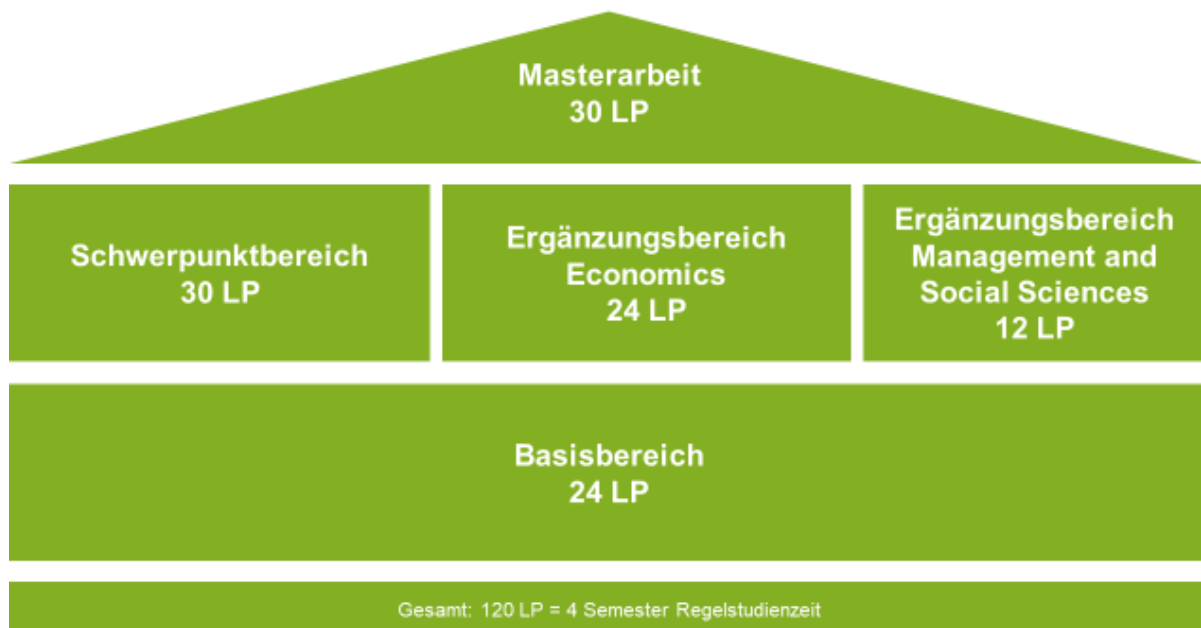 Masterarbeit
30 LP
Schwerpunktbereich
30 LP
Ergänzungsbereich
Economics
24 LP
Ergänzungsbereich
Management and
Social Sciences
12 LP
Basisbereich
24 LP
Gesamt: 120 LP = 4 Semester Regelstudienzeit